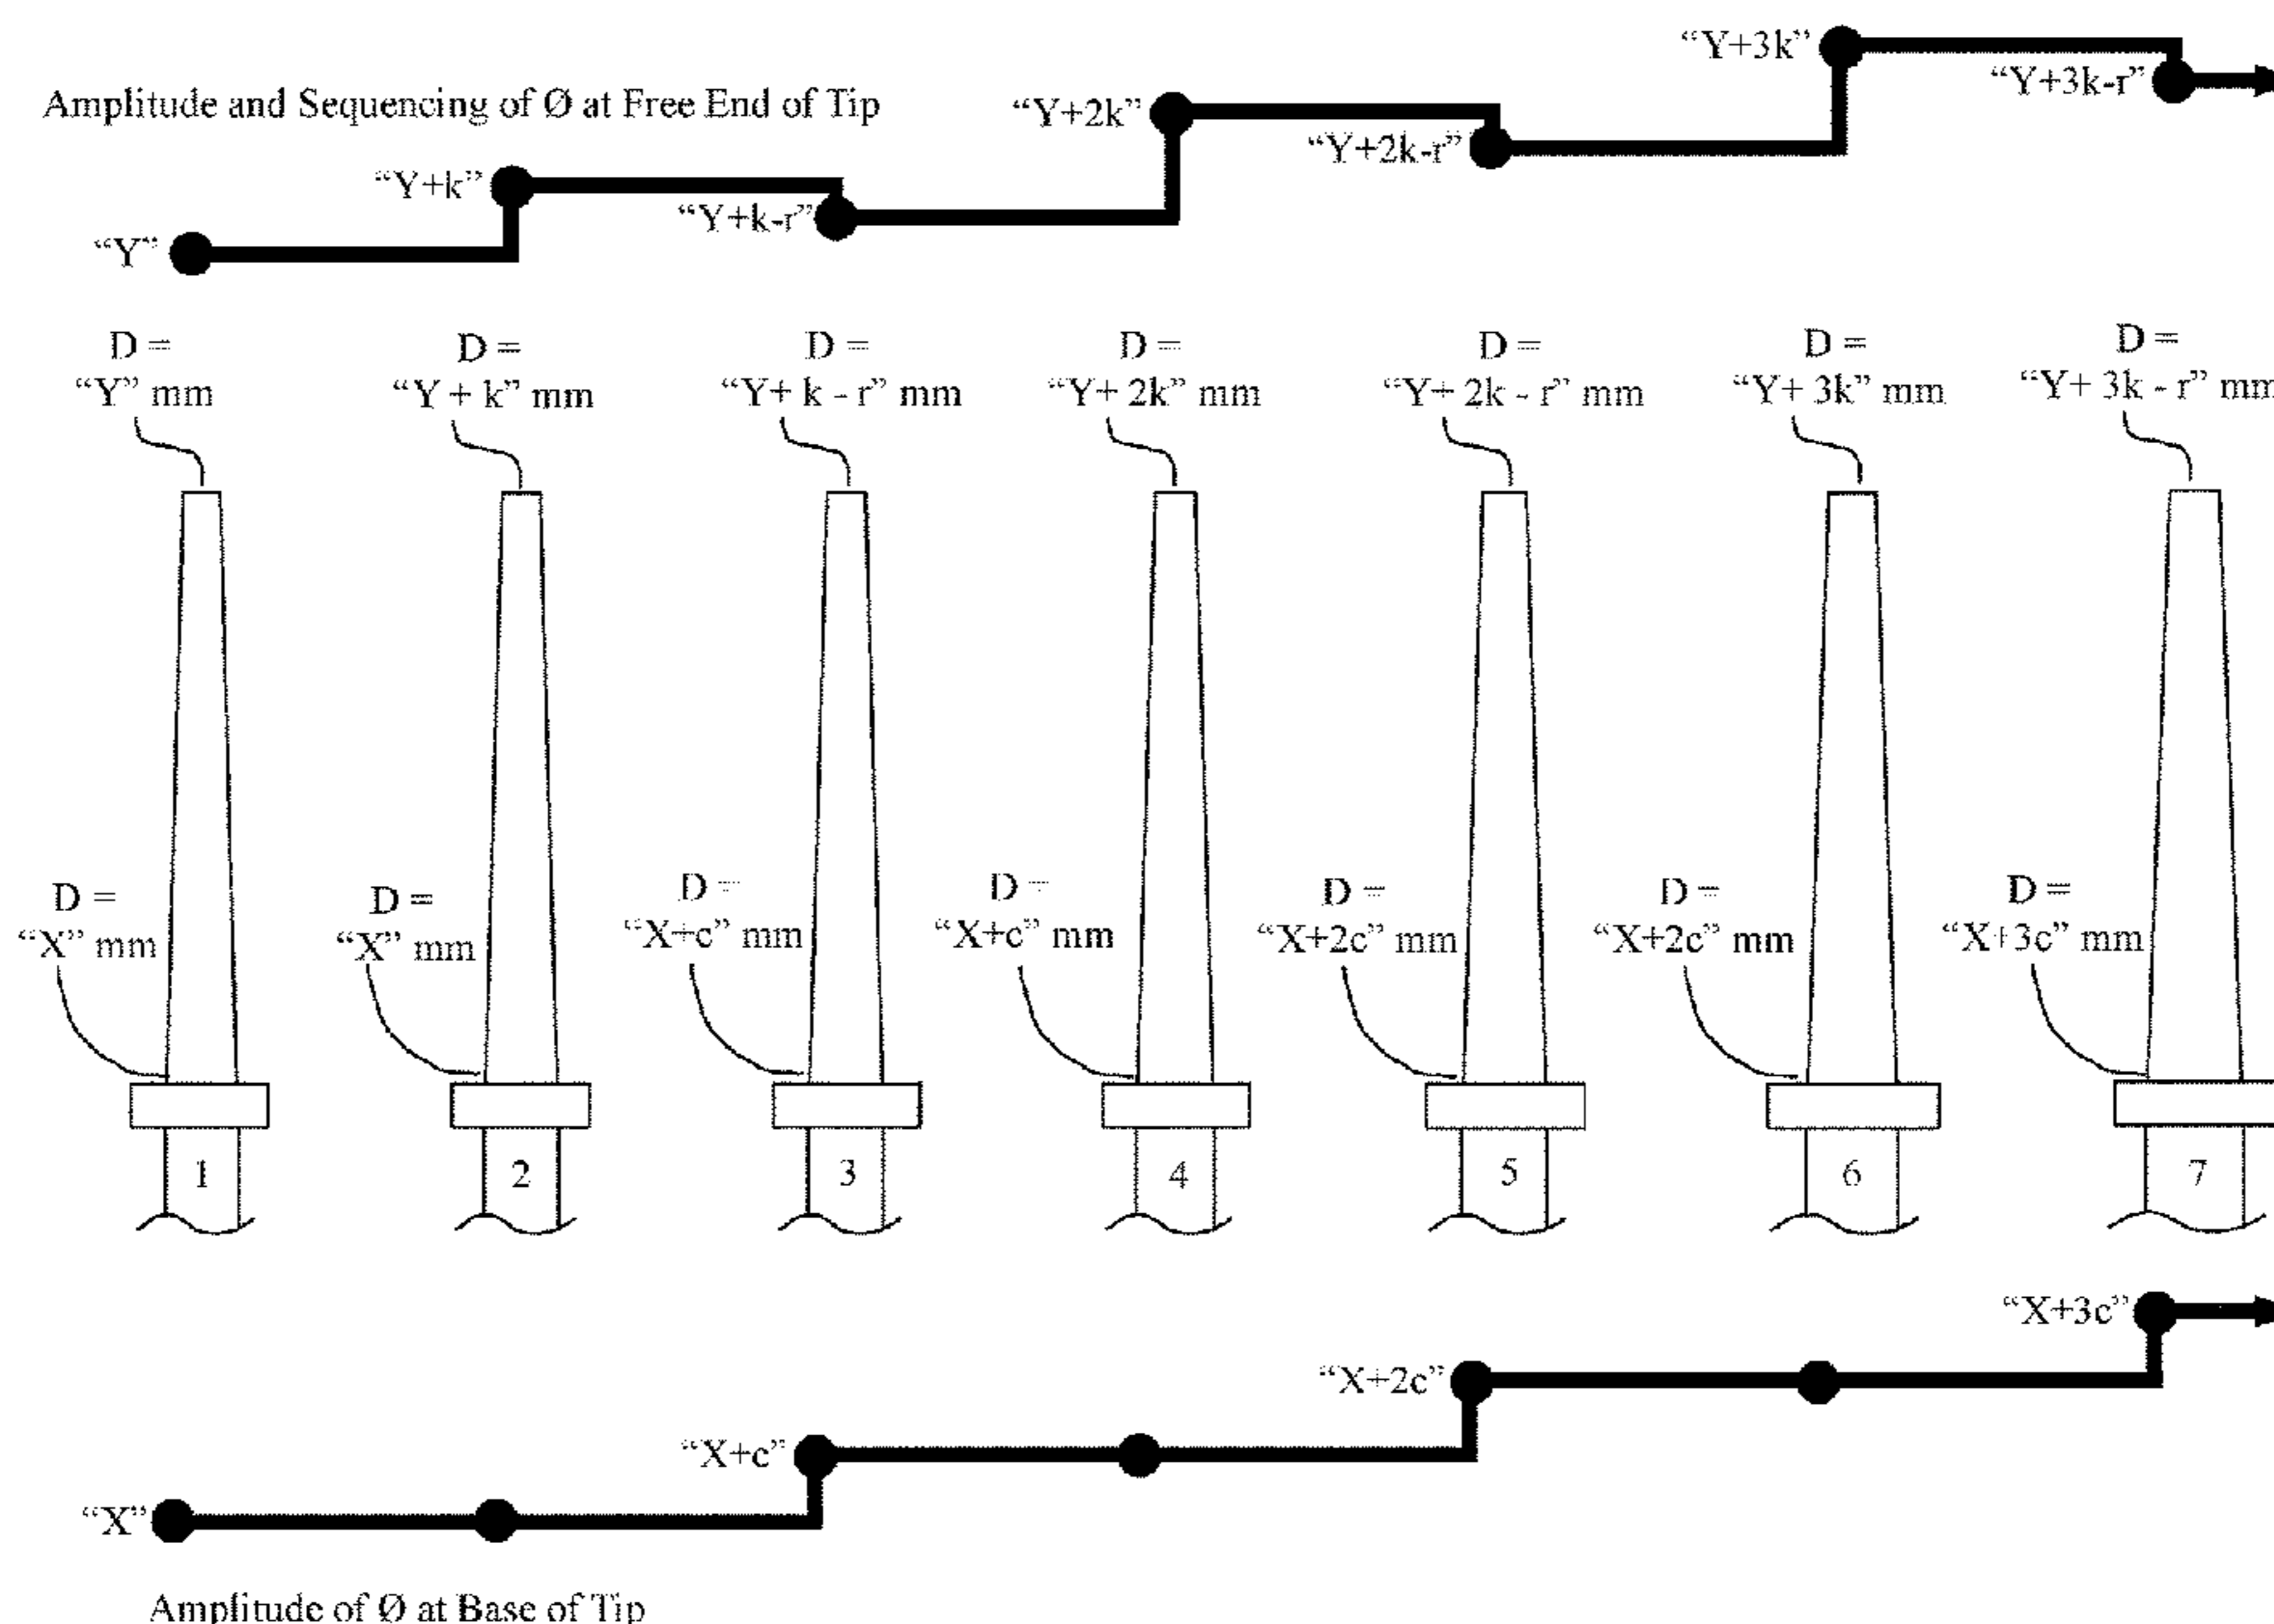 “Y+3k”
“Y+3k-r”
Amplitude and Sequencing of Ø at Free End of Tip
“Y+2k”
“Y+2k-r”
“Y+k”
“Y+k-r”
“Y”
D =
“Y” mm
D =
“Y + k” mm
D =
“Y+ k - r” mm
D =
“Y+ 2k” mm
D =
“Y+ 2k - r” mm
D =
“Y+ 3k” mm
D =
“Y+ 3k - r” mm
D =
“X” mm
D =
“X” mm
D =
“X+c” mm
D =
“X+c” mm
D =
“X+2c” mm
D =
“X+2c” mm
D =
“X+3c” mm
1
2
3
4
5
6
7
“X+3c”
“X+2c”
“X+c”
“X”
Amplitude of Ø at Base of Tip